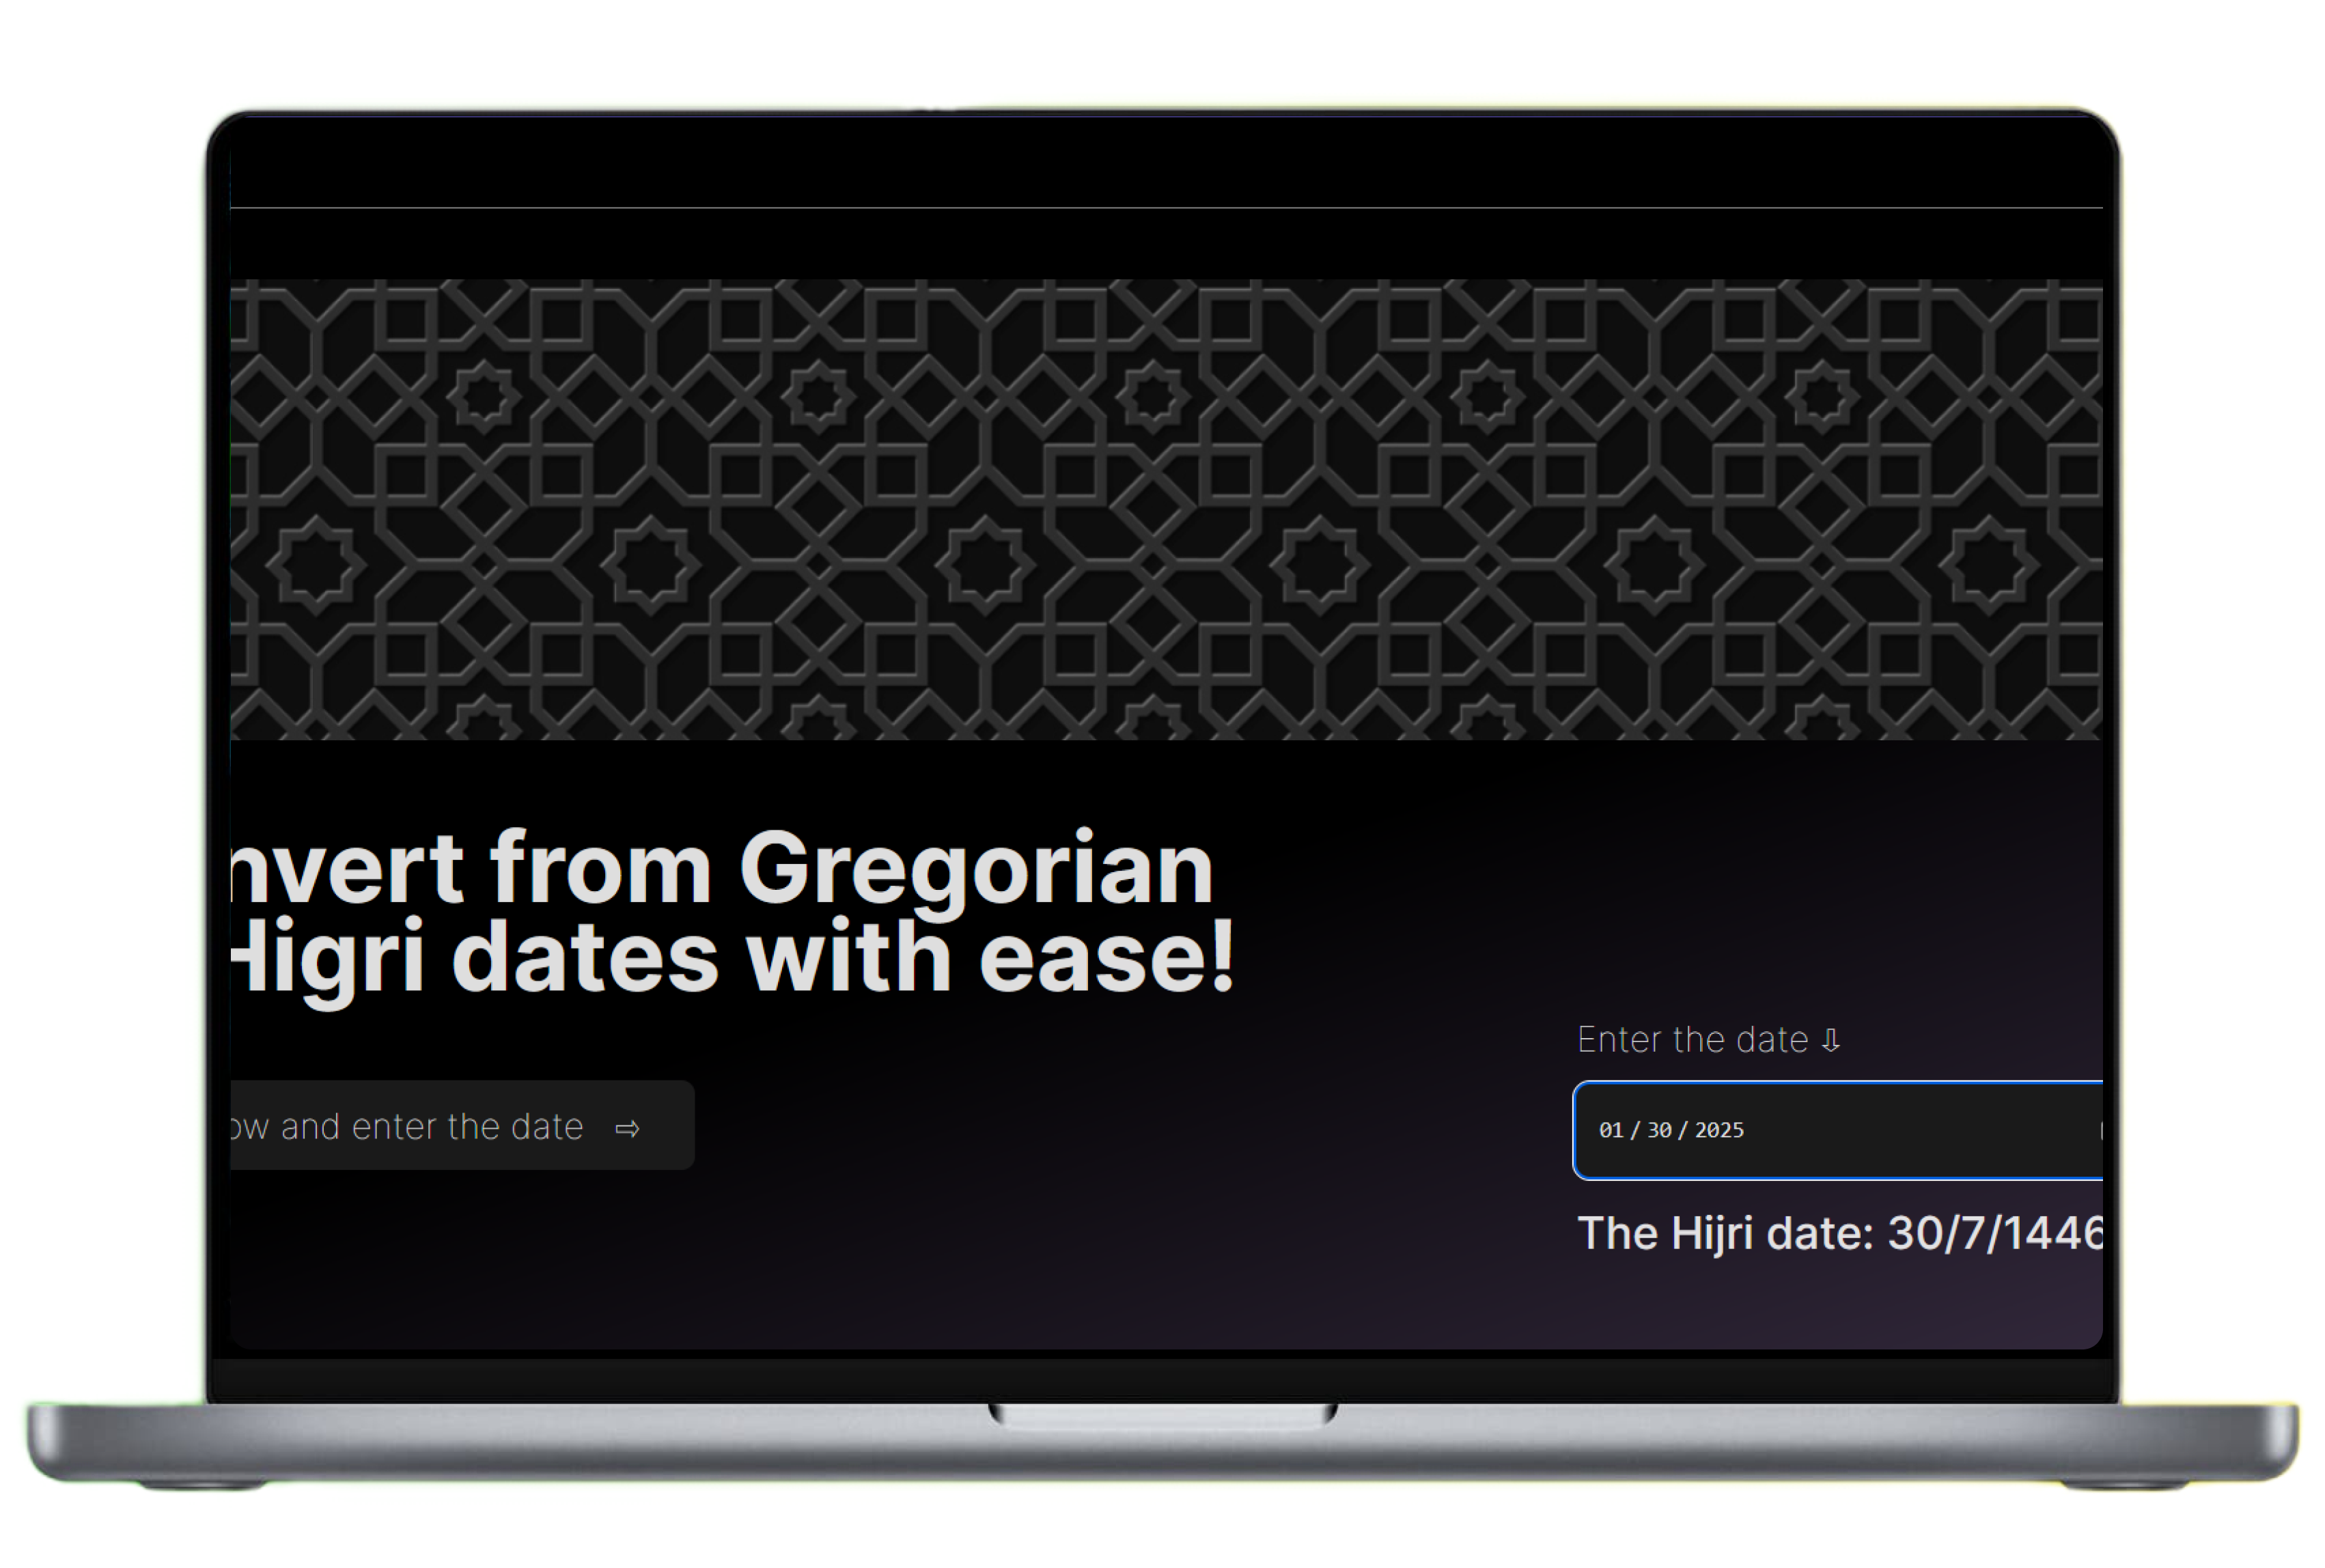 nvert from Gregorian
Higri dates with ease!
ow and enter the date ⇨
Enter the date ⇩
01 / 30 / 2025
The Hijri date: 30/7/1446